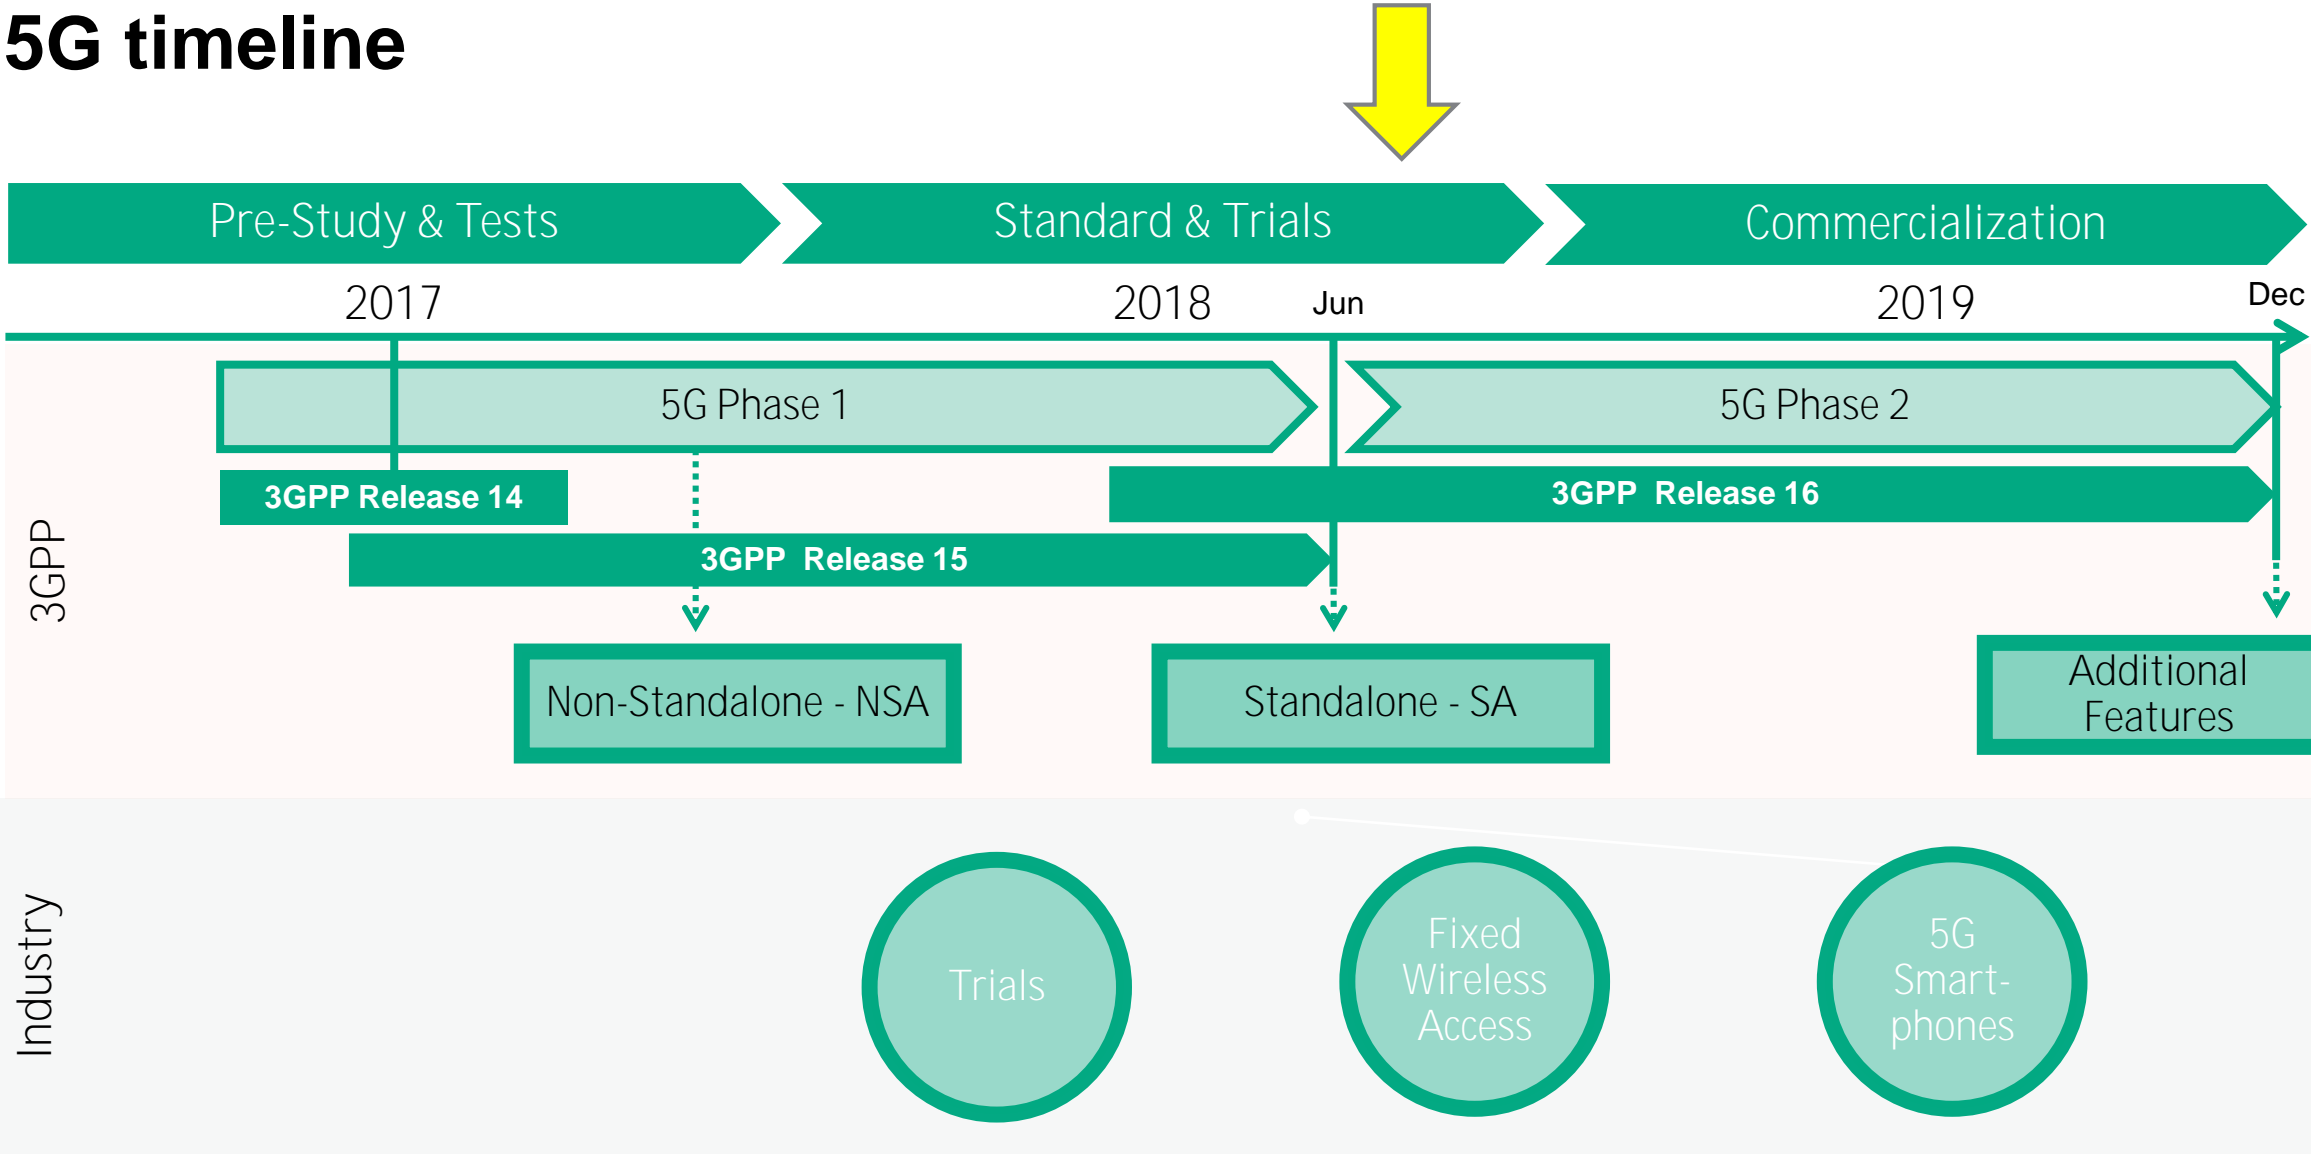 5G timeline
Pre-Study & Tests
Standard & Trials
Commercialization
2017
2018
Jun
2019
Dec
5G Phase 1
5G Phase 2
3GPP Release 14
3GPP Release 16
3GPP Release 15
3GPP
Non-Standalone - NSA
Standalone - SA
Additional
Features
Industry
Trials
Fixed
Wireless
Access
5G
Smart-
phones